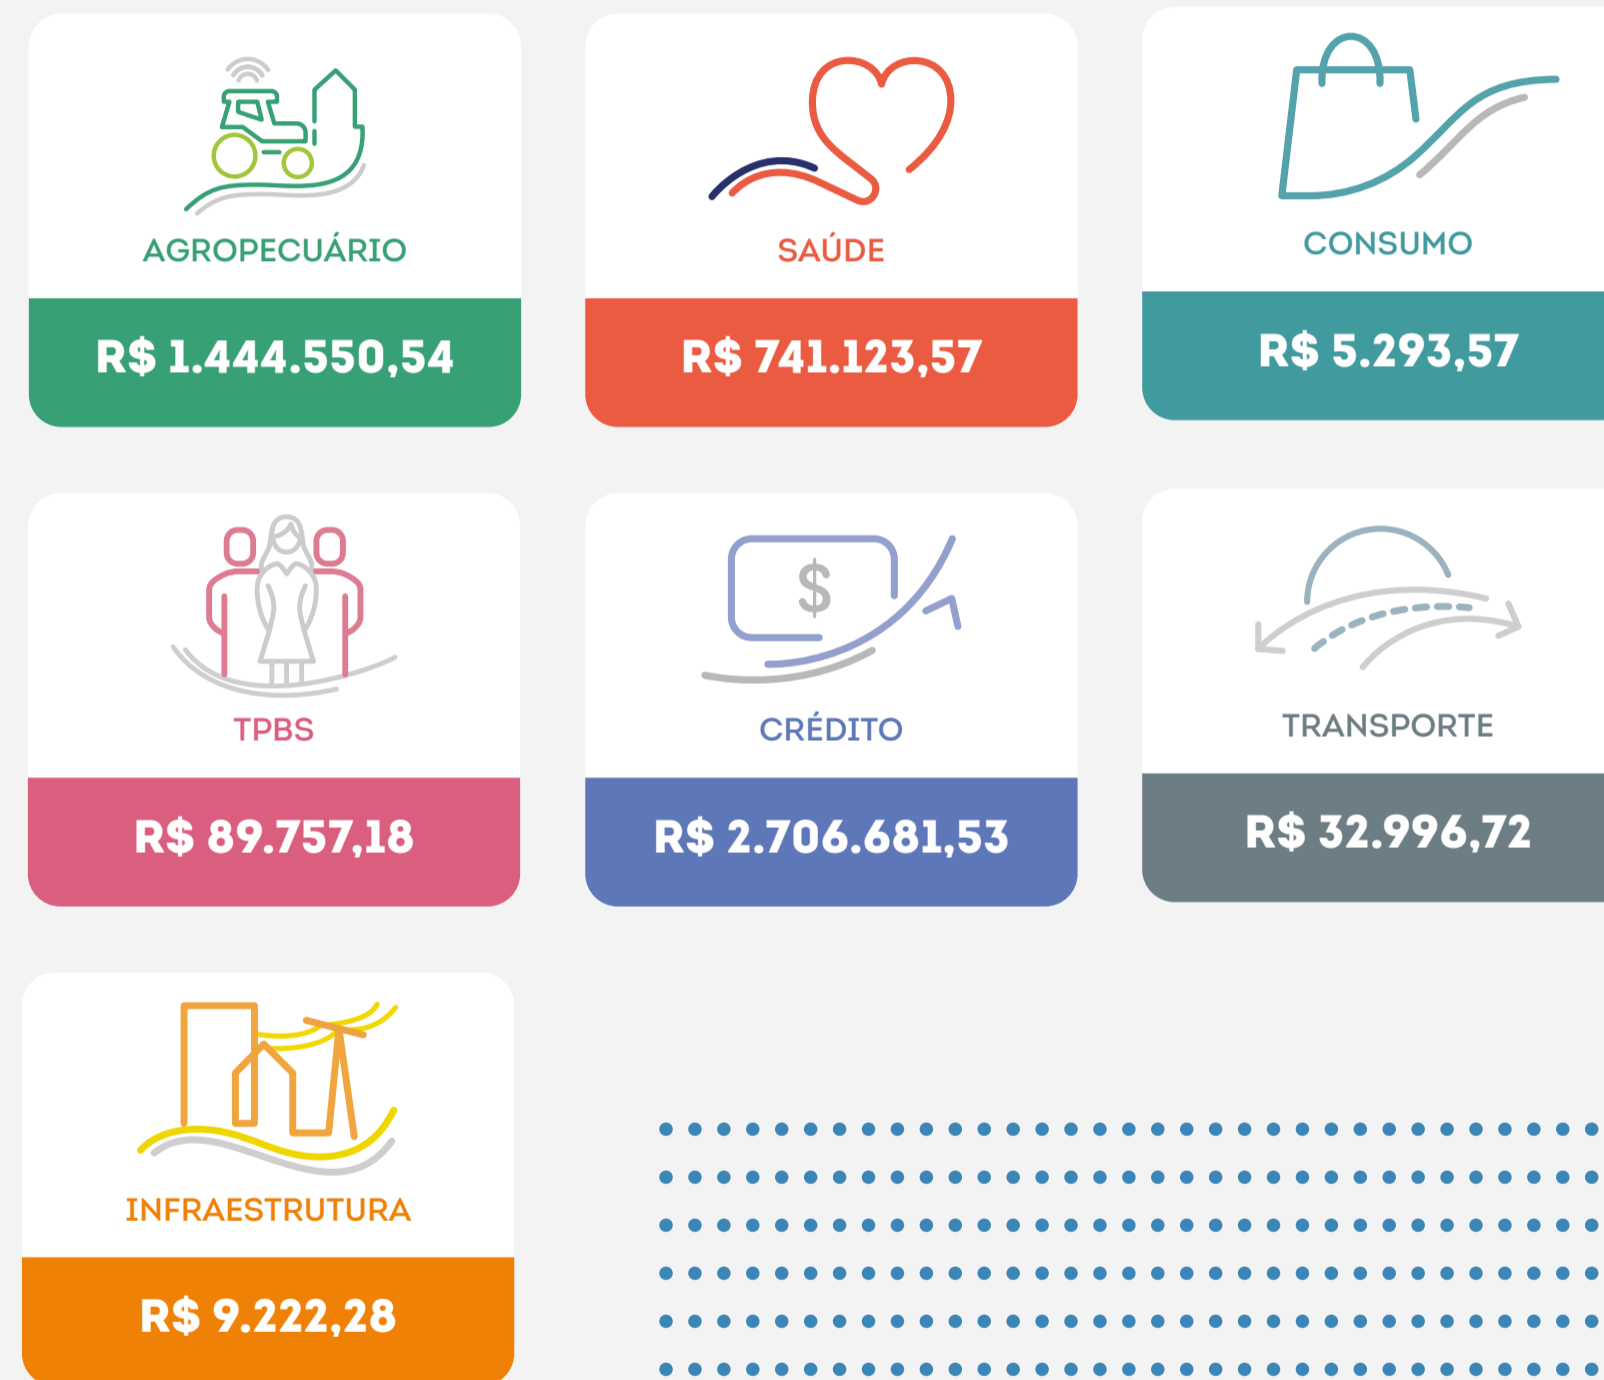 AGROPECUÁRIO
R$ 1.444.550,54
SAÚDE
R$ 741.123,57
CONSUMO
R$ 5.293,57
TPBS
R$ 89.757,18
$
CRÉDITO
R$ 2.706.681,53
TRANSPORTE
R$ 32.996,72
INFRAESTRUTURA
R$ 9.222,28